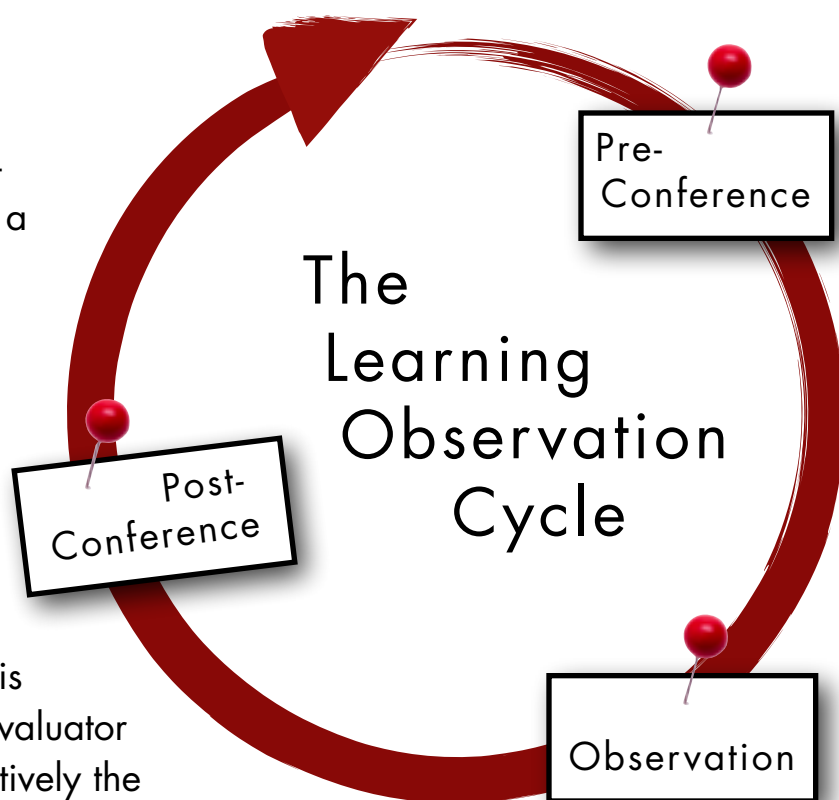 Pre-
Conference
a
The
Learning
Observation
Cycle
Post-
Conference
is
valuator
Observation
tively the